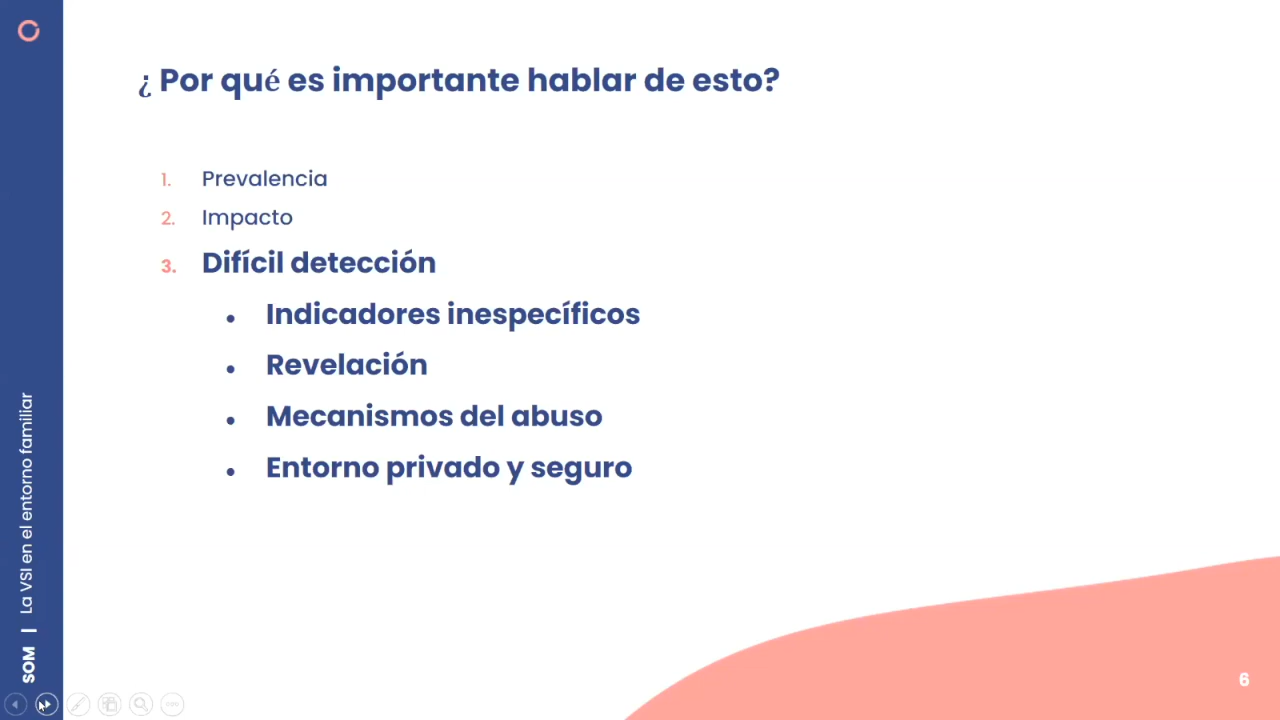 ¿ Por qué es importante hablar de esto?
1. Prevalencia
2. Impacto
3. Difícil detección
• Indicadores inespecíficos
• Revelación
• Mecanismos del abuso
• Entorno privado y seguro
SOM | La VSI en el entorno familiar
6